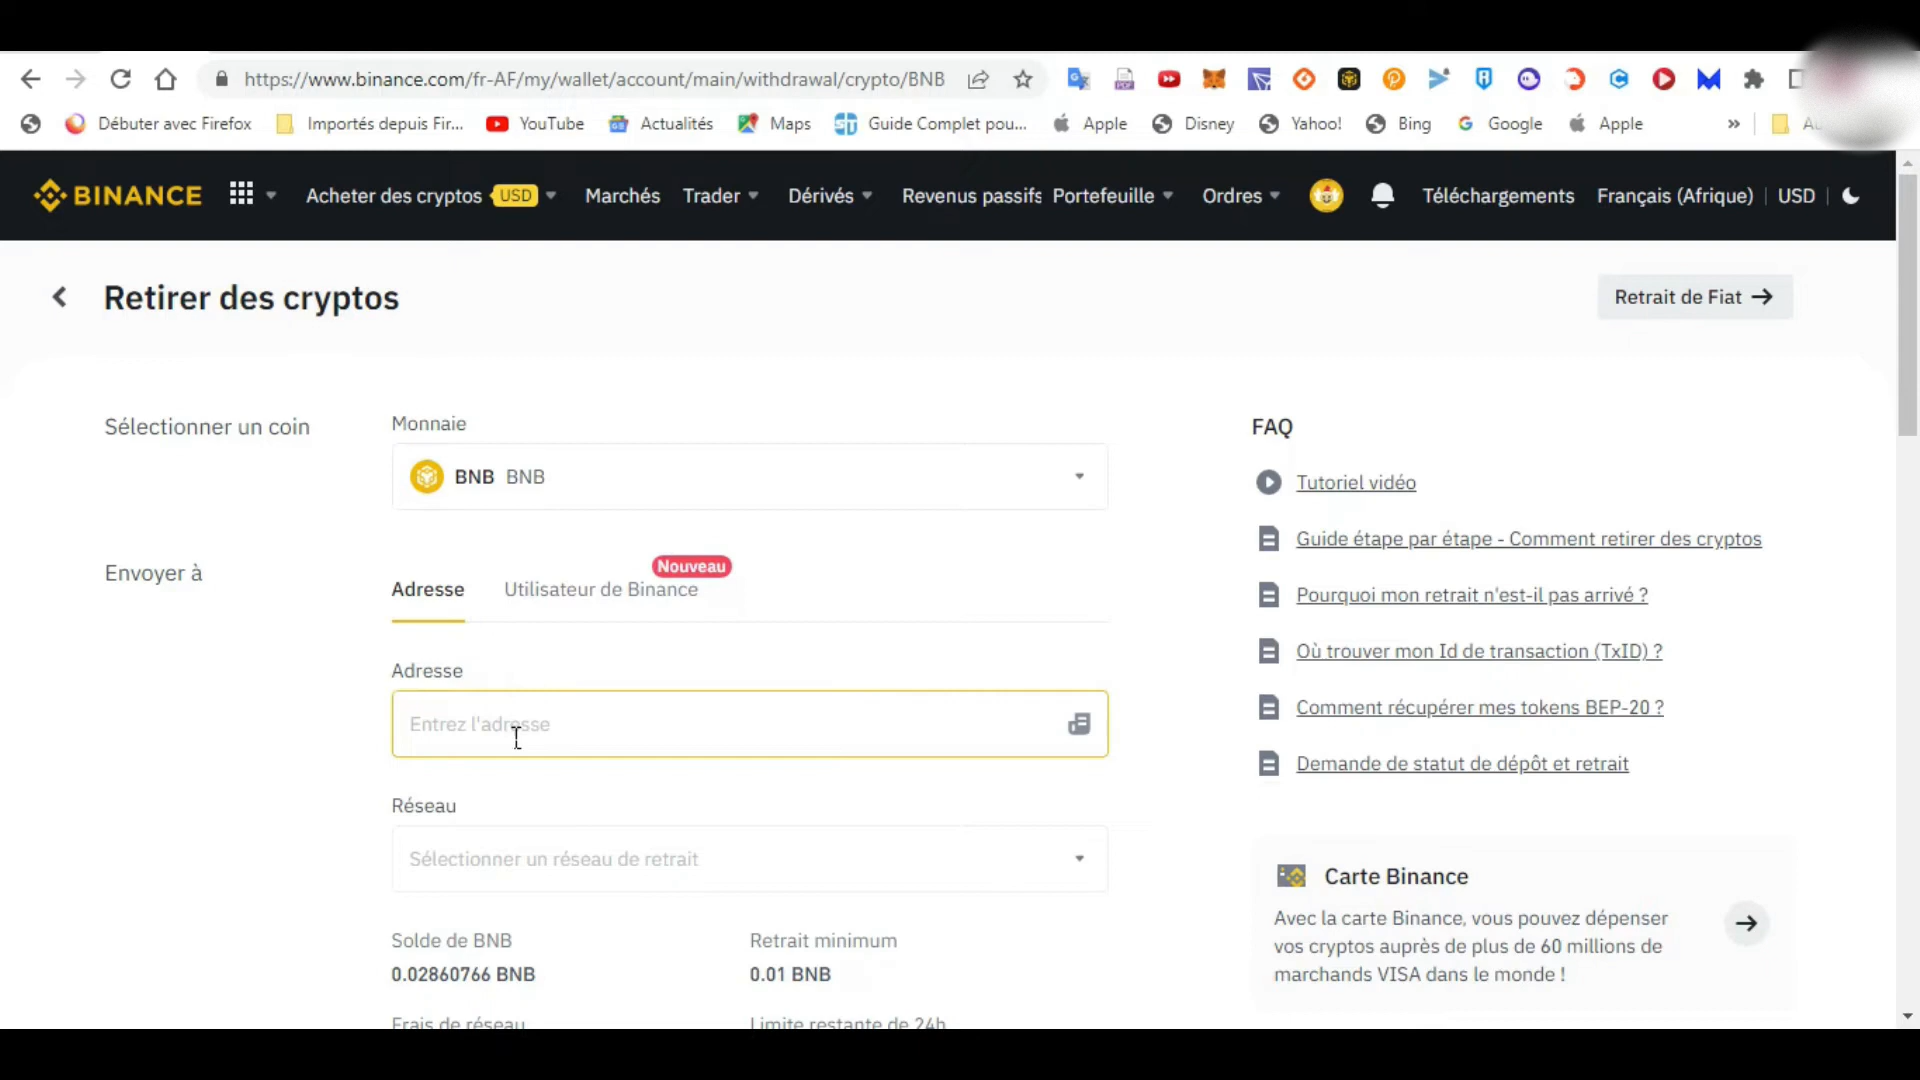 https://www.binance.com/fr-AF/my/wallet/account/main/withdrawal/crypto/BNB
Débuter avec Firefox Importés depuis Fir... YouTube Actualités Maps Guide Complet pou... Apple Disney Yahoo! Bing Google Apple »
BINANCE Acheter des cryptos USD Marchés Trader Dérivés Revenus passifs Portefeuille Ordres Téléchargements Français (Afrique) USD
Retirer des cryptos
Retrait de Fiat
Sélectionner un coin
Monnaie
BNB BNB
Envoyer à
Nouveau
Adresse Utilisateur de Binance
Adresse
Entrez l'adresse
Réseau
Sélectionner un réseau de retrait
Solde de BNB Retrait minimum
0.02860766 BNB 0.01 BNB
Frais de réseau Limite restante de 24h
FAQ
Tutoriel vidéo
Guide étape par étape - Comment retirer des cryptos
Pourquoi mon retrait n'est-il pas arrivé ?
Où trouver mon Id de transaction (TxID) ?
Comment récupérer mes tokens BEP-20 ?
Demande de statut de dépôt et retrait
Carte Binance
Avec la carte Binance, vous pouvez dépenser
vos cryptos auprès de plus de 60 millions de
marchands VISA dans le monde !